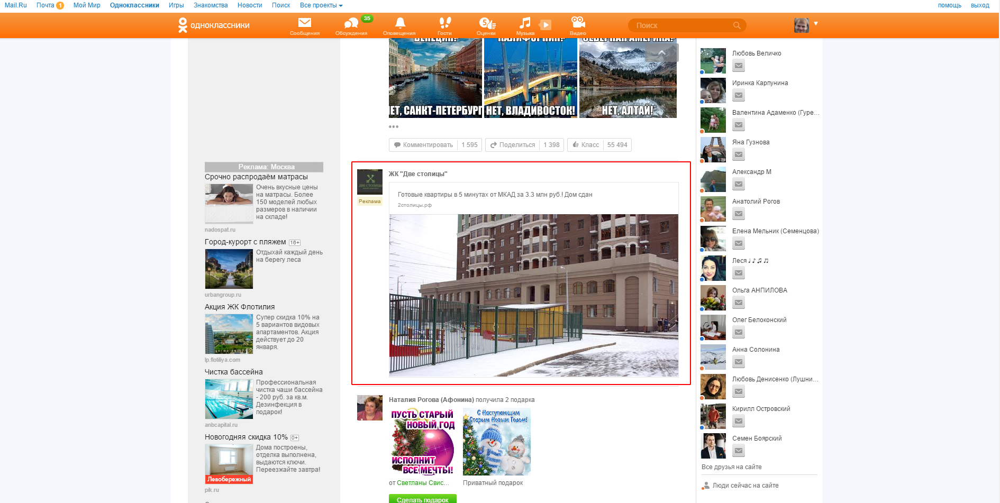 Mail.Ru Почта 1 Мой Мир Одноклассники Игры Знакомства Новости Поиск Все проекты помощь выход
одноклассники Сообщения Обсуждения 35 Оповещения Гости 5 Оценки Музыка Видео Поиск
Реклама: Москва
Срочно распродаём матрасы
Очень вкусные цены
на матрасы. Более
150 моделей любых
размеров в наличии
на складе!
nadospat.ru
Город-курорт с пляжем 16+
Отдыхай каждый день
на берегу леса
urbangroup.ru
Акция ЖК Флотилия
Супер скидка 10% на
5 вариантов видовых
апартаментов. Акция
действует до 20
января.
lp.flotiliya.com
Чистка бассейна
Профессиональная
чистка чаши бассейна
- 200 руб. за кв.м.
Дезинфекция в
подарок!
anbcapital.ru
Новогодняя скидка 10% 0+
Дома построены,
отделка выполнена,
выдаются ключи.
Переезжайте завтра!
Левобережный
pik.ru
ВЕНЕЦИЯ?
КАЛИФОРНИЯ?
СЕВЕРНАЯ АМЕРИКА?
НЕТ, САНКТ-ПЕТЕРБУРГ
НЕТ, ВЛАДИВОСТОК!
НЕТ, АЛТАЙ!
Комментировать 1 595 Поделиться 1 398 Класс 55 494
ДВЕ СТОЛИЦЫ
Реклама
ЖК "Две столицы"
Готовые квартиры в 5 минутах от МКАД за 3.3 млн руб.! Дом сдан
2столицы.рф
Наталия Рогова (Афонина) получила 2 подарка
ПУСТЬ СТАРЫЙ
НОВЫЙ ГОД
ИСПОЛНИТ
ВСЕ МЕЧТЫ!
С Наступающим
Старым Новым Годом!
от Светланы Свис...
Приватный подарок
Сделать подарок
Любовь Величко
Иринка Карпунина
Валентина Адаменко (Гуре...
Яна Гузнова
Александр М
Анатолий Рогов
Елена Мельник (Семенцова)
Леся ♩ ♪ ♫ ♬
Ольга АНПИЛОВА
Олег Белоконский
Анна Солонина
Любовь Денисенко (Лушни...
Кирилл Островский
Семен Боярский
Все друзья на сайте
Люди сейчас на сайте